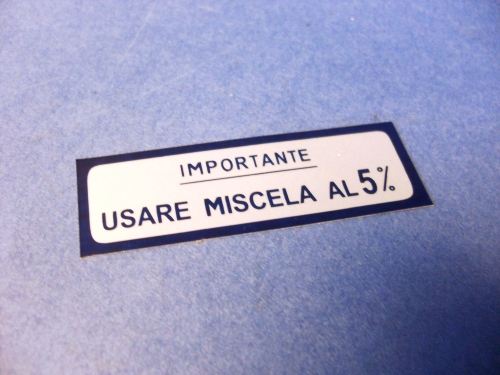 IMPORTANTE
USARE MISCELA AL 5%